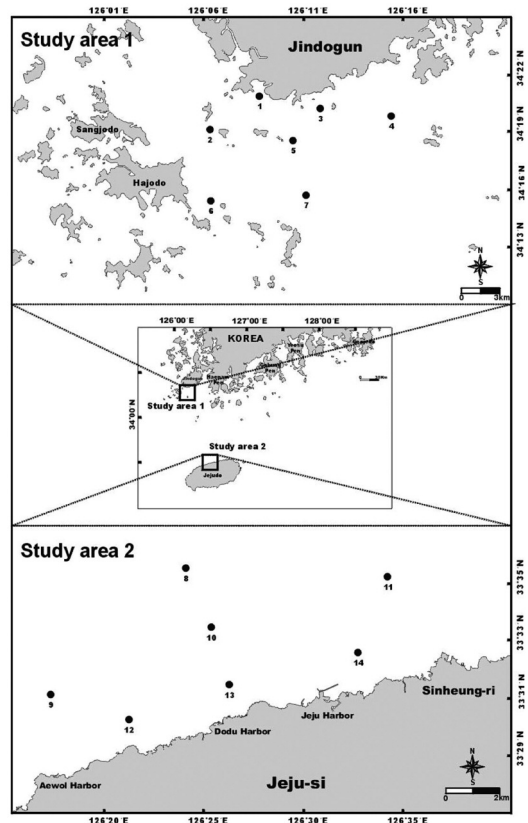 126˚01'E 126˚06'E 126˚11'E 126˚16'E
Study area 1
Jindogun
34˚22'N
1
3
4
34˚19'N
Sangjodo
2
5
Hajodo
34˚16'N
6
7
34˚13'N
N
S
0 3km
126˚00'E 127˚00'E 128˚00'E
KOREA
34˚00'N
Study area 1
Study area 2
Jejudo
Study area 2
8
11
33˚35'N
10
33˚33'N
14
9
13
33˚31'N
12
Sinheung-ri
Jeju Harbor
Dodu Harbor
33˚29'N
Aewol Harbor
Jeju-si
N
S
0 2km
126˚20'E 126˚25'E 126˚30'E 126˚35'E